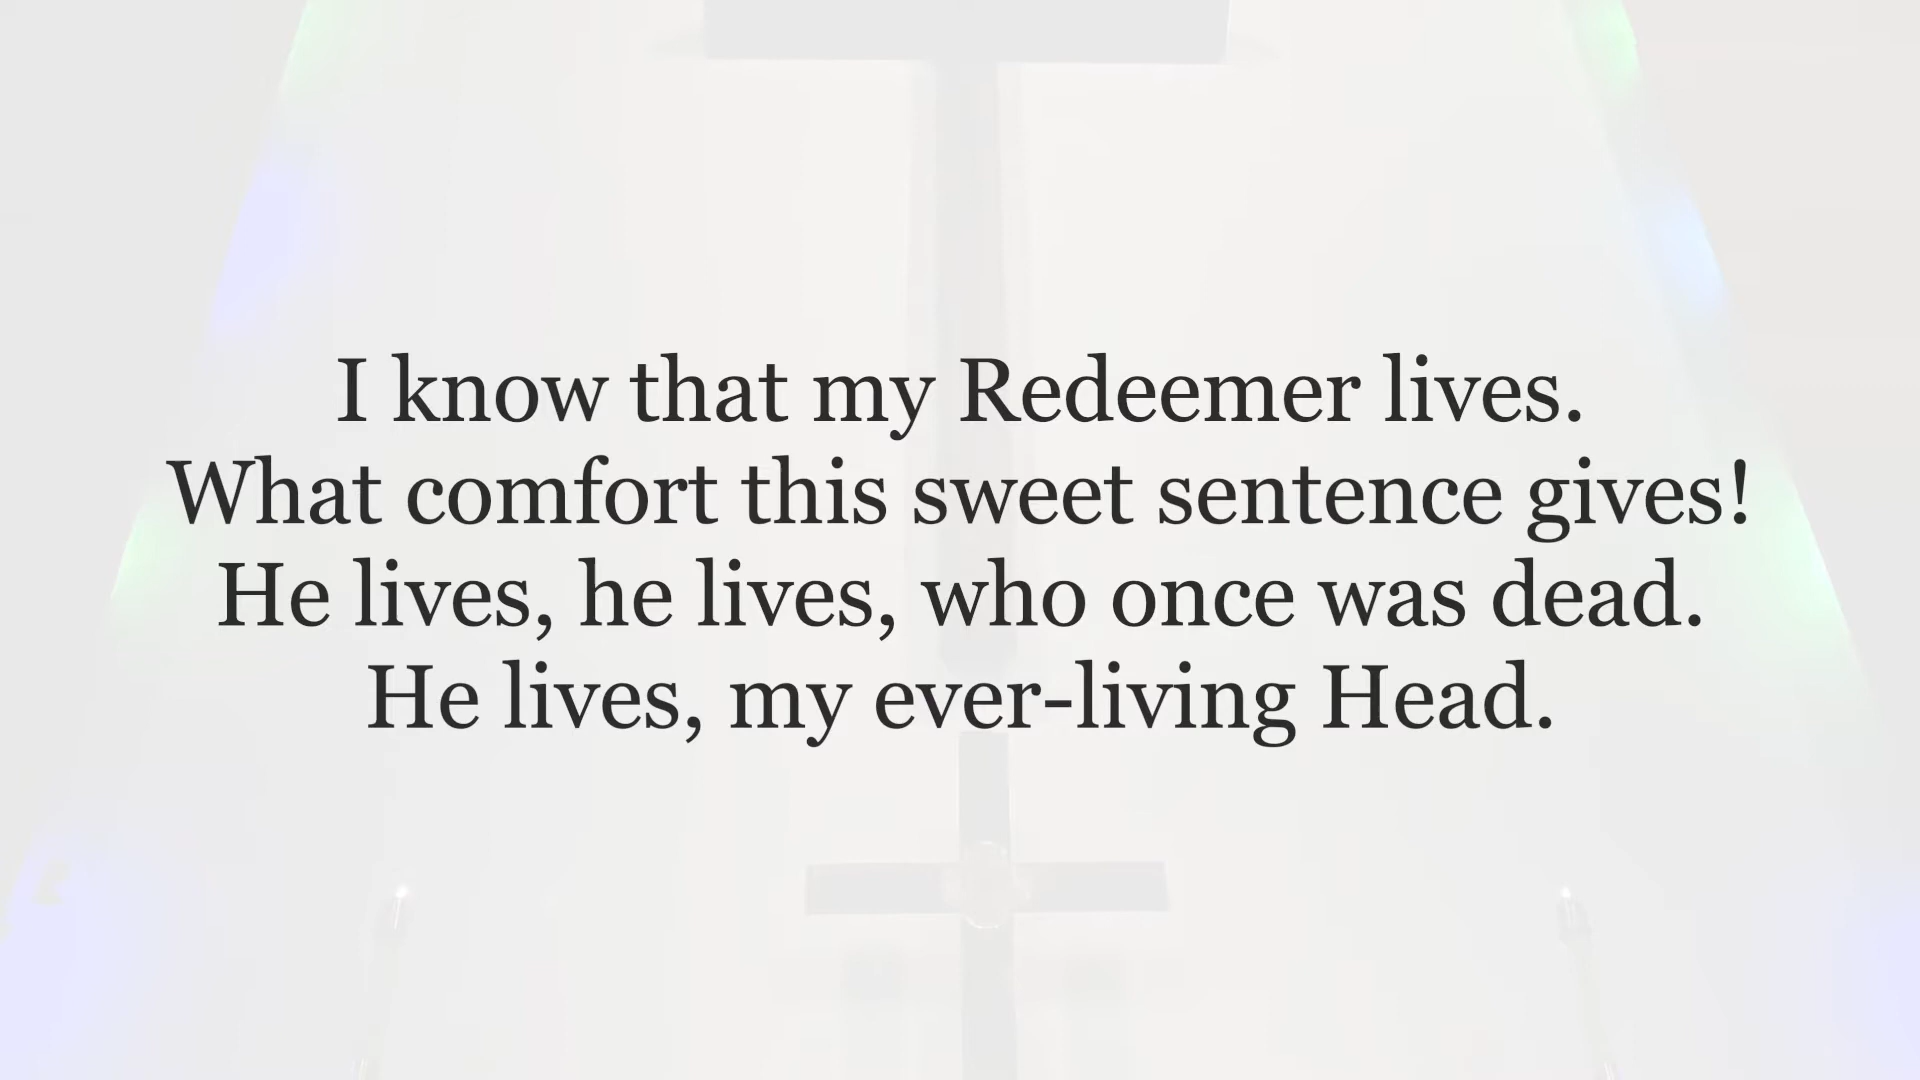 I know that my Redeemer lives.
What comfort this sweet sentence gives!
He lives, he lives, who once was dead.
He lives, my ever-living Head.